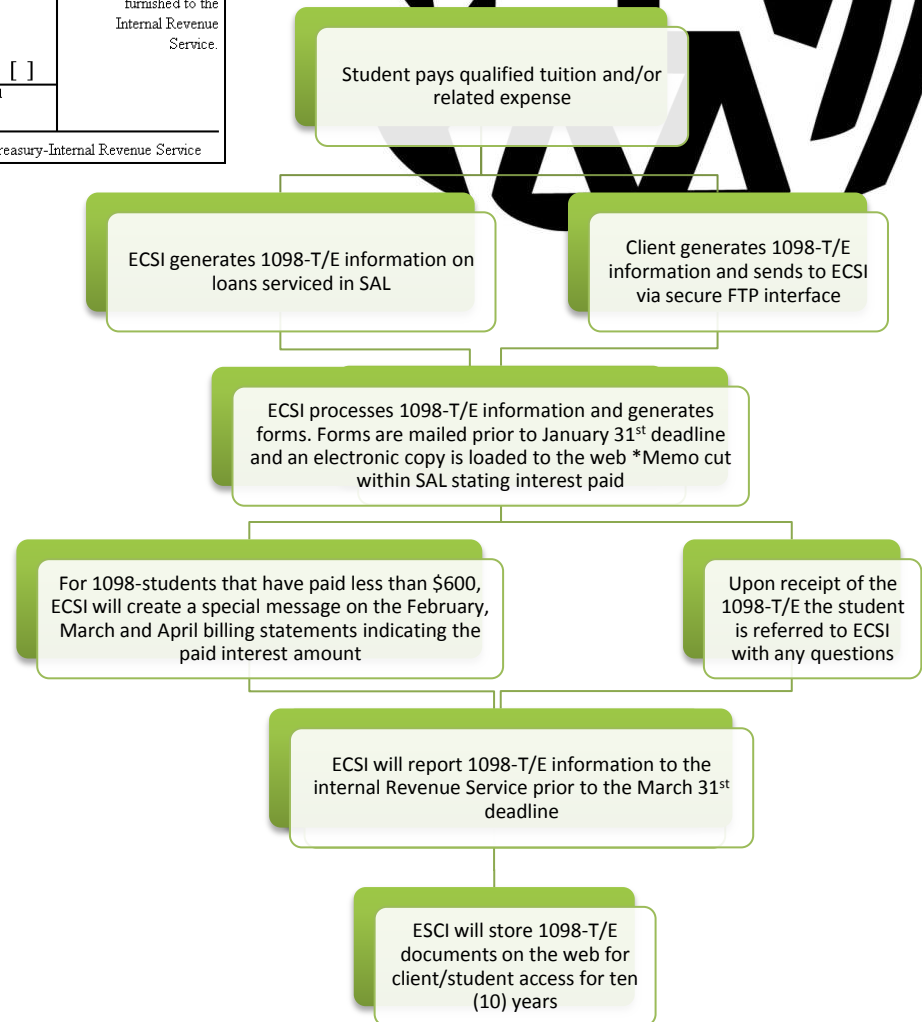 furnished to the
Internal Revenue
Service.
[ ]
reasury-Internal Revenue Service
Student pays qualified tuition and/or
related expense
ECSI generates 1098-T/E information on
loans serviced in SAL
Client generates 1098-T/E
information and sends to ECSI
via secure FTP interface
ECSI processes 1098-T/E information and generates
forms. Forms are mailed prior to January 31st deadline
and an electronic copy is loaded to the web *Memo cut
within SAL stating interest paid
For 1098-students that have paid less than $600,
ECSI will create a special message on the February,
March and April billing statements indicating the
paid interest amount
Upon receipt of the
1098-T/E the student
is referred to ECSI
with any questions
ECSI will report 1098-T/E information to the
internal Revenue Service prior to the March 31st
deadline
ESCI will store 1098-T/E
documents on the web for
client/student access for ten
(10) years